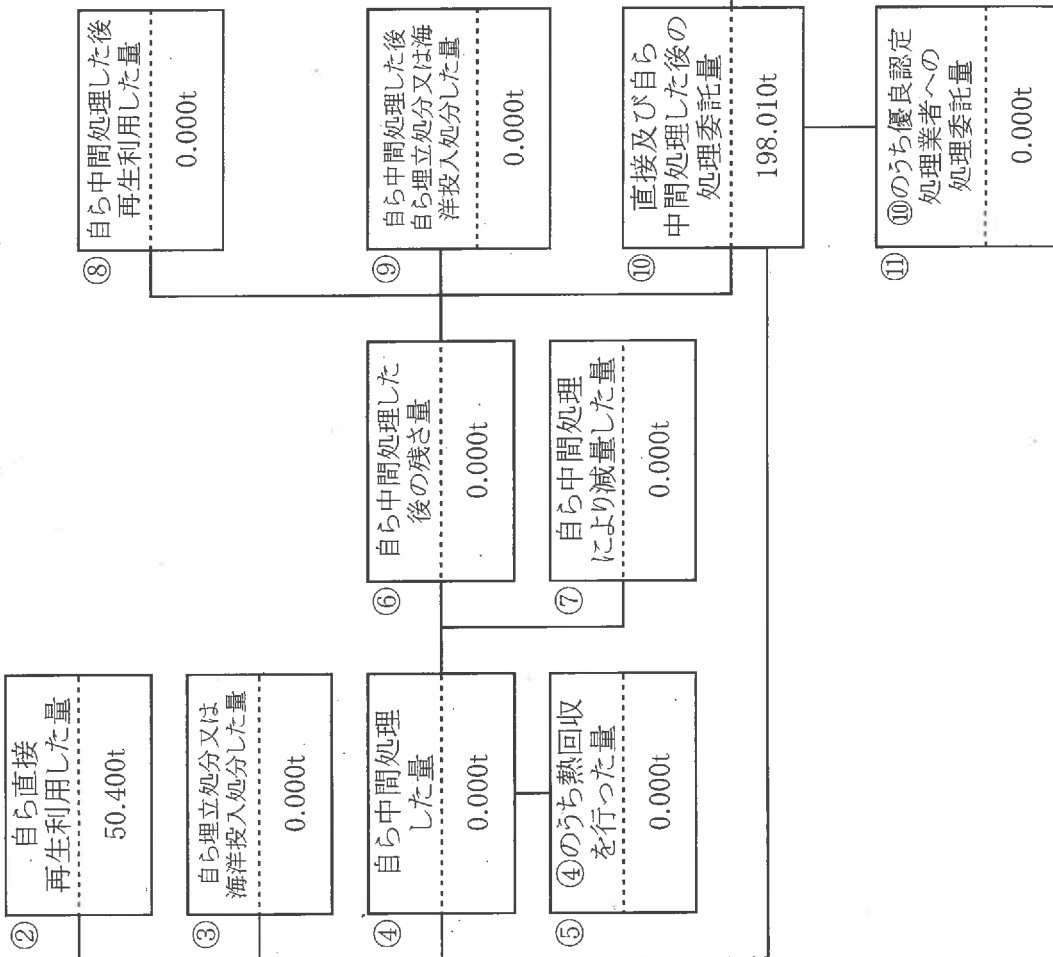 ②
自ら直接
再生利用した量
50.400t
③
自ら埋立処分又は
海洋投入処分した量
0.000t
④
自ら中間処理
した量
0.000t
⑤
④のうち熱回収
を行った量
0.000t
⑥
自ら中間処理した
後の残さ量
0.000t
⑦
自ら中間処理
により減量した量
0.000t
⑧
自ら中間処理した後
再生利用した量
0.000t
⑨
自ら中間処理した後
自ら埋立処分又は海
洋投入処分した量
0.000t
⑩
直接及び自ら
中間処理した後の
処理委託量
198.010t
⑪
⑩のうち優良認定
処理業者への
処理委託量
0.000t